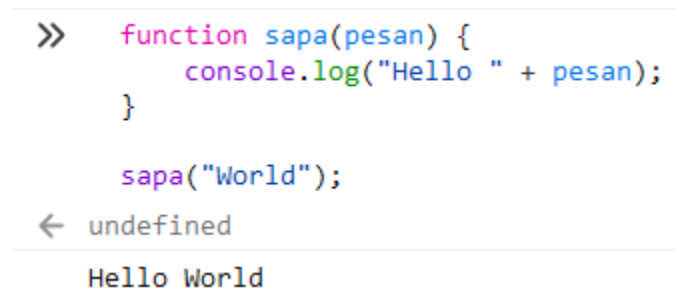 function sapa(pesan) {
    console.log("Hello " + pesan);
}
sapa("World");
undefined
Hello World